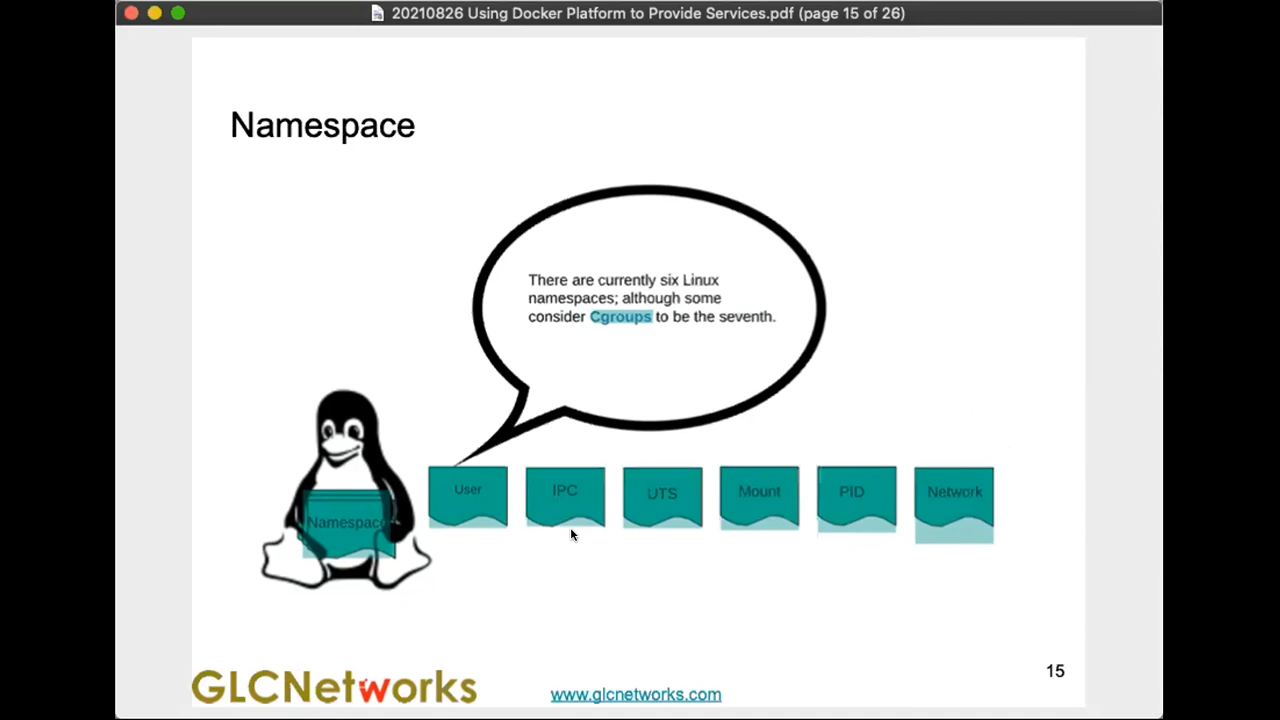 20210826 Using Docker Platform to Provide Services.pdf (page 15 of 26)
Namespace
There are currently six Linux
namespaces; although some
consider Cgroups to be the seventh.
User
IPC
UTS
Mount
PID
Network
Namespace
15
GLCNetworks
www.glcnetworks.com